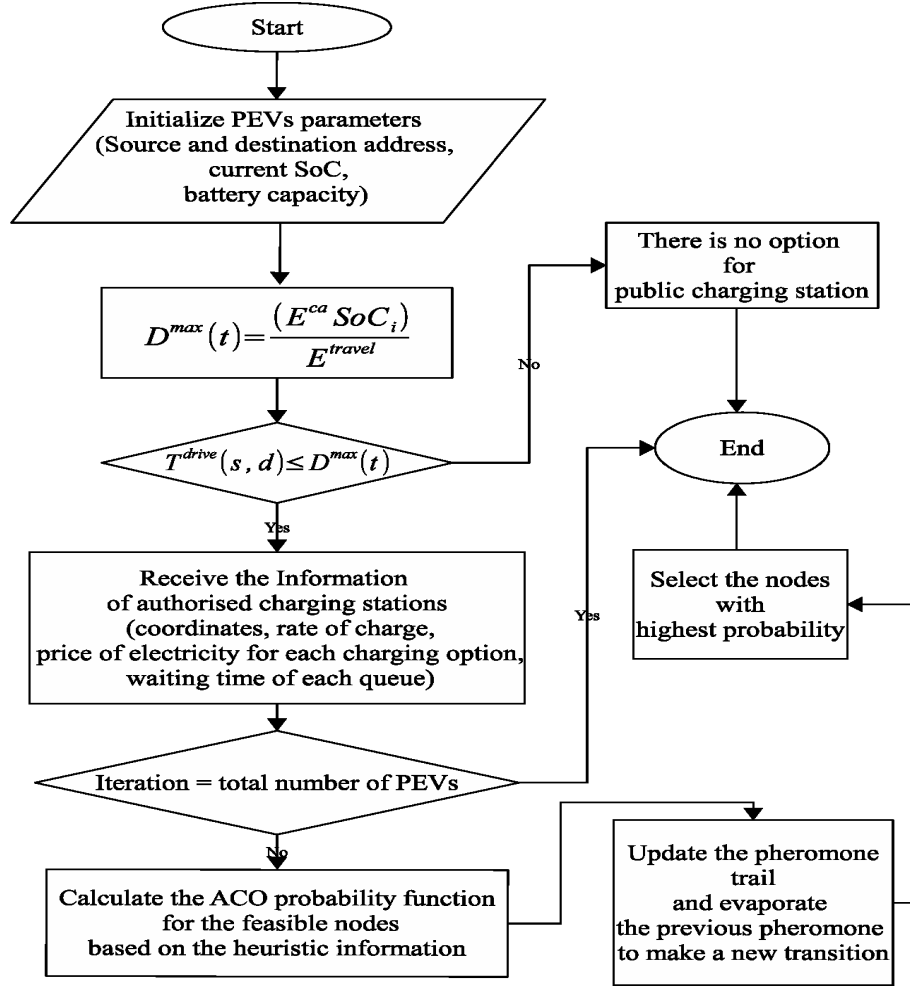 Start
Initialize PEVs parameters
(Source and destination address,
current SoC,
battery capacity)
D^max(t)=(E^ca SoC_i)/E^travel
T^drive(s,d)≤D^max(t)
No
There is no option
for
public charging station
End
Yes
Receive the Information
of authorised charging stations
(coordinates, rate of charge,
price of electricity for each charging option,
waiting time of each queue)
Iteration = total number of PEVs
Yes
No
Calculate the ACO probability function
for the feasible nodes
based on the heuristic information
Update the pheromone
trail
and evaporate
the previous pheromone
to make a new transition
Select the nodes
with
highest probability